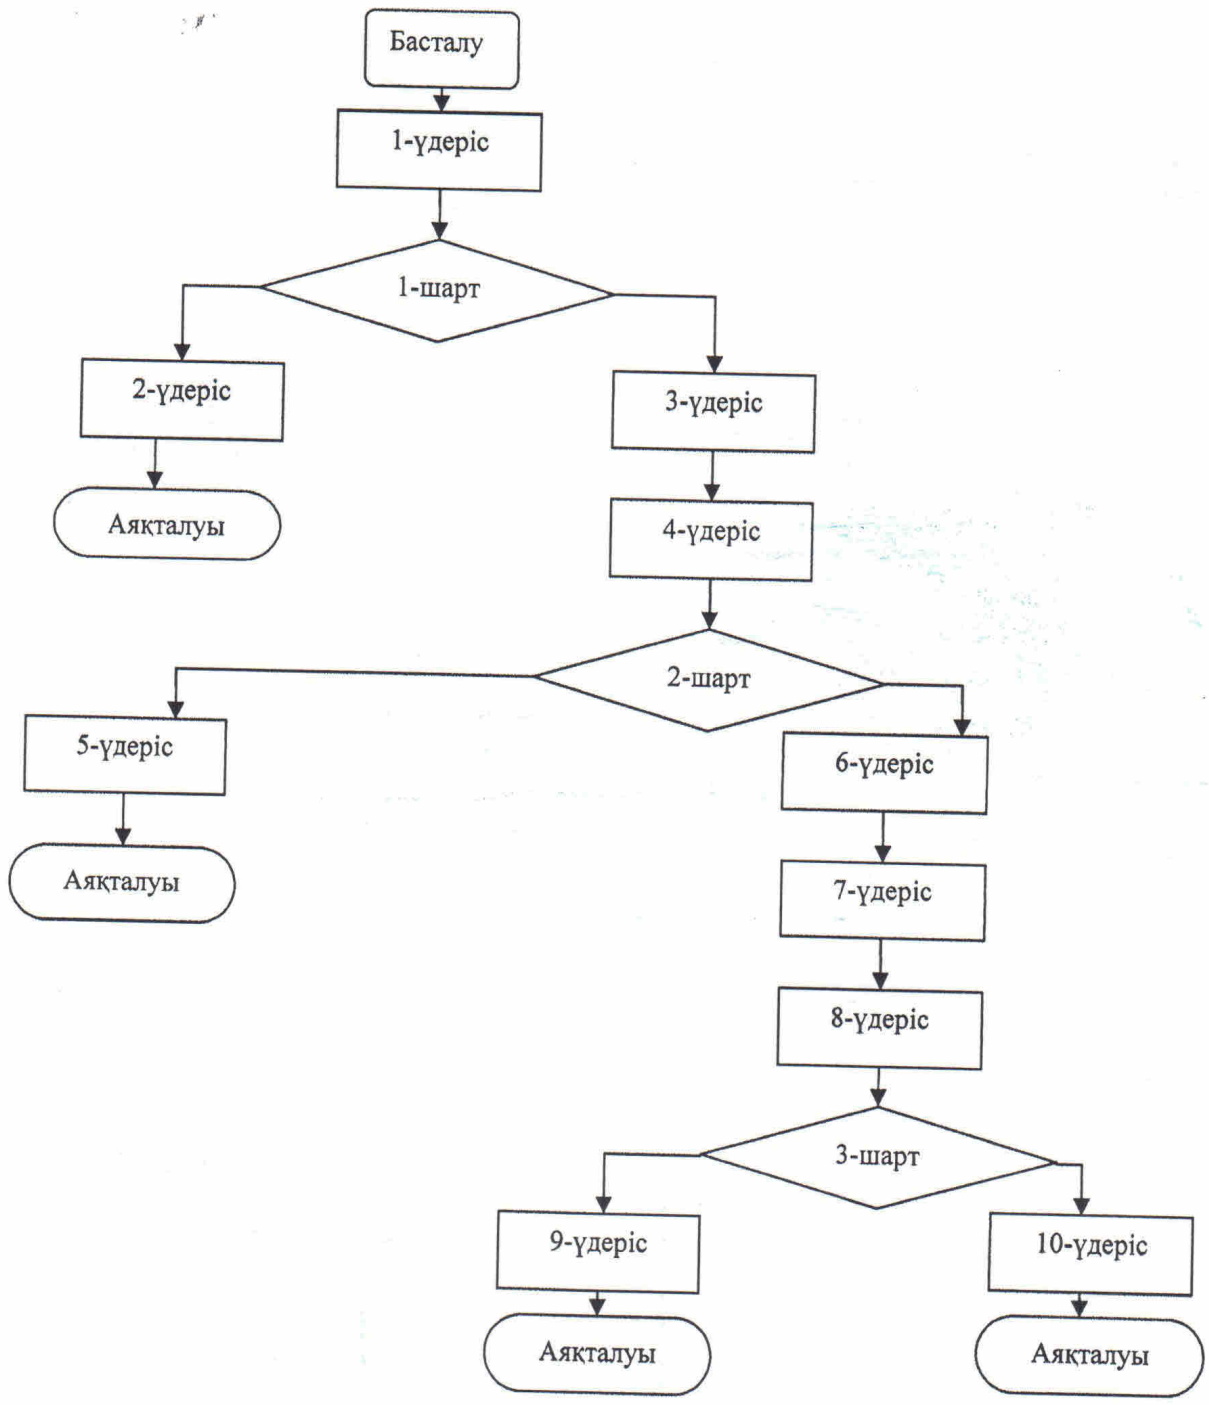 Басталу
1-үдеріс
1-шарт
2-үдеріс
3-үдеріс
Аяқталуы
4-үдеріс
2-шарт
5-үдеріс
6-үдеріс
Аяқталуы
7-үдеріс
8-үдеріс
3-шарт
9-үдеріс
10-үдеріс
Аяқталуы
Аяқталуы